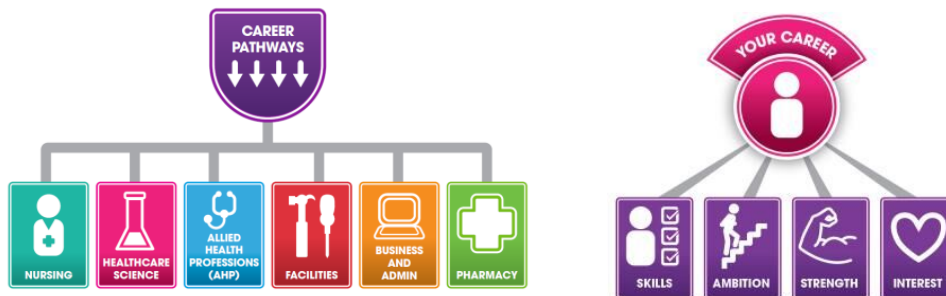 CAREER
PATHWAYS
NURSING
HEALTHCARE
SCIENCE
ALLIED
HEALTH
PROFESSIONS
(AHP)
FACILITIES
BUSINESS
AND
ADMIN
PHARMACY
YOUR CAREER
SKILLS
AMBITION
STRENGTH
INTEREST